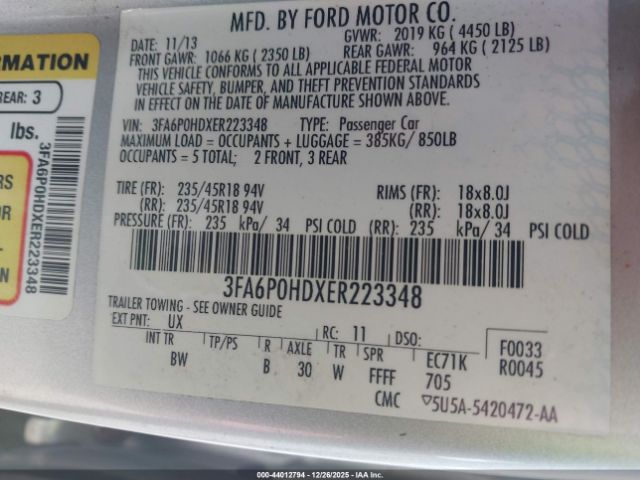 MFD. BY FORD MOTOR CO.
DATE: 11/13 GVWR: 2019 KG ( 4450 LB)
FRONT GAWR: 1066 KG ( 2350 LB) REAR GAWR: 964 KG ( 2125 LB)
THIS VEHICLE CONFORMS TO ALL APPLICABLE FEDERAL MOTOR
VEHICLE SAFETY, BUMPER, AND THEFT PREVENTION STANDARDS
IN EFFECT ON THE DATE OF MANUFACTURE SHOWN ABOVE.
VIN: 3FA6P0HDXER223348 TYPE: Passenger Car
MAXIMUM LOAD = OCCUPANTS + LUGGAGE = 385KG/ 850LB
OCCUPANTS = 5 TOTAL; 2 FRONT, 3 REAR
TIRE (FR): 235/45R18 94V RIMS (FR): 18x8.0J
(RR): 235/45R18 94V (RR): 18x8.0J
PRESSURE (FR): 235 kPa/ 34 PSI COLD (RR): 235 kPa/ 34 PSI COLD
3FA6P0HDXER223348
TRAILER TOWING - SEE OWNER GUIDE
EXT PNT: UX RC: 11 DSO: F0033
INT TR TP/PS R AXLE TR SPR EC71K R0045
BW B 30 W FFFF 705
CMC ▽5U5A-5420472-AA
ORMATION
REAR: 3
lbs.
3FA6P0HDXER223348
RS
OR
L-
ON
IAA
000-44012794 - 12/26/2025 - IAAI.COM